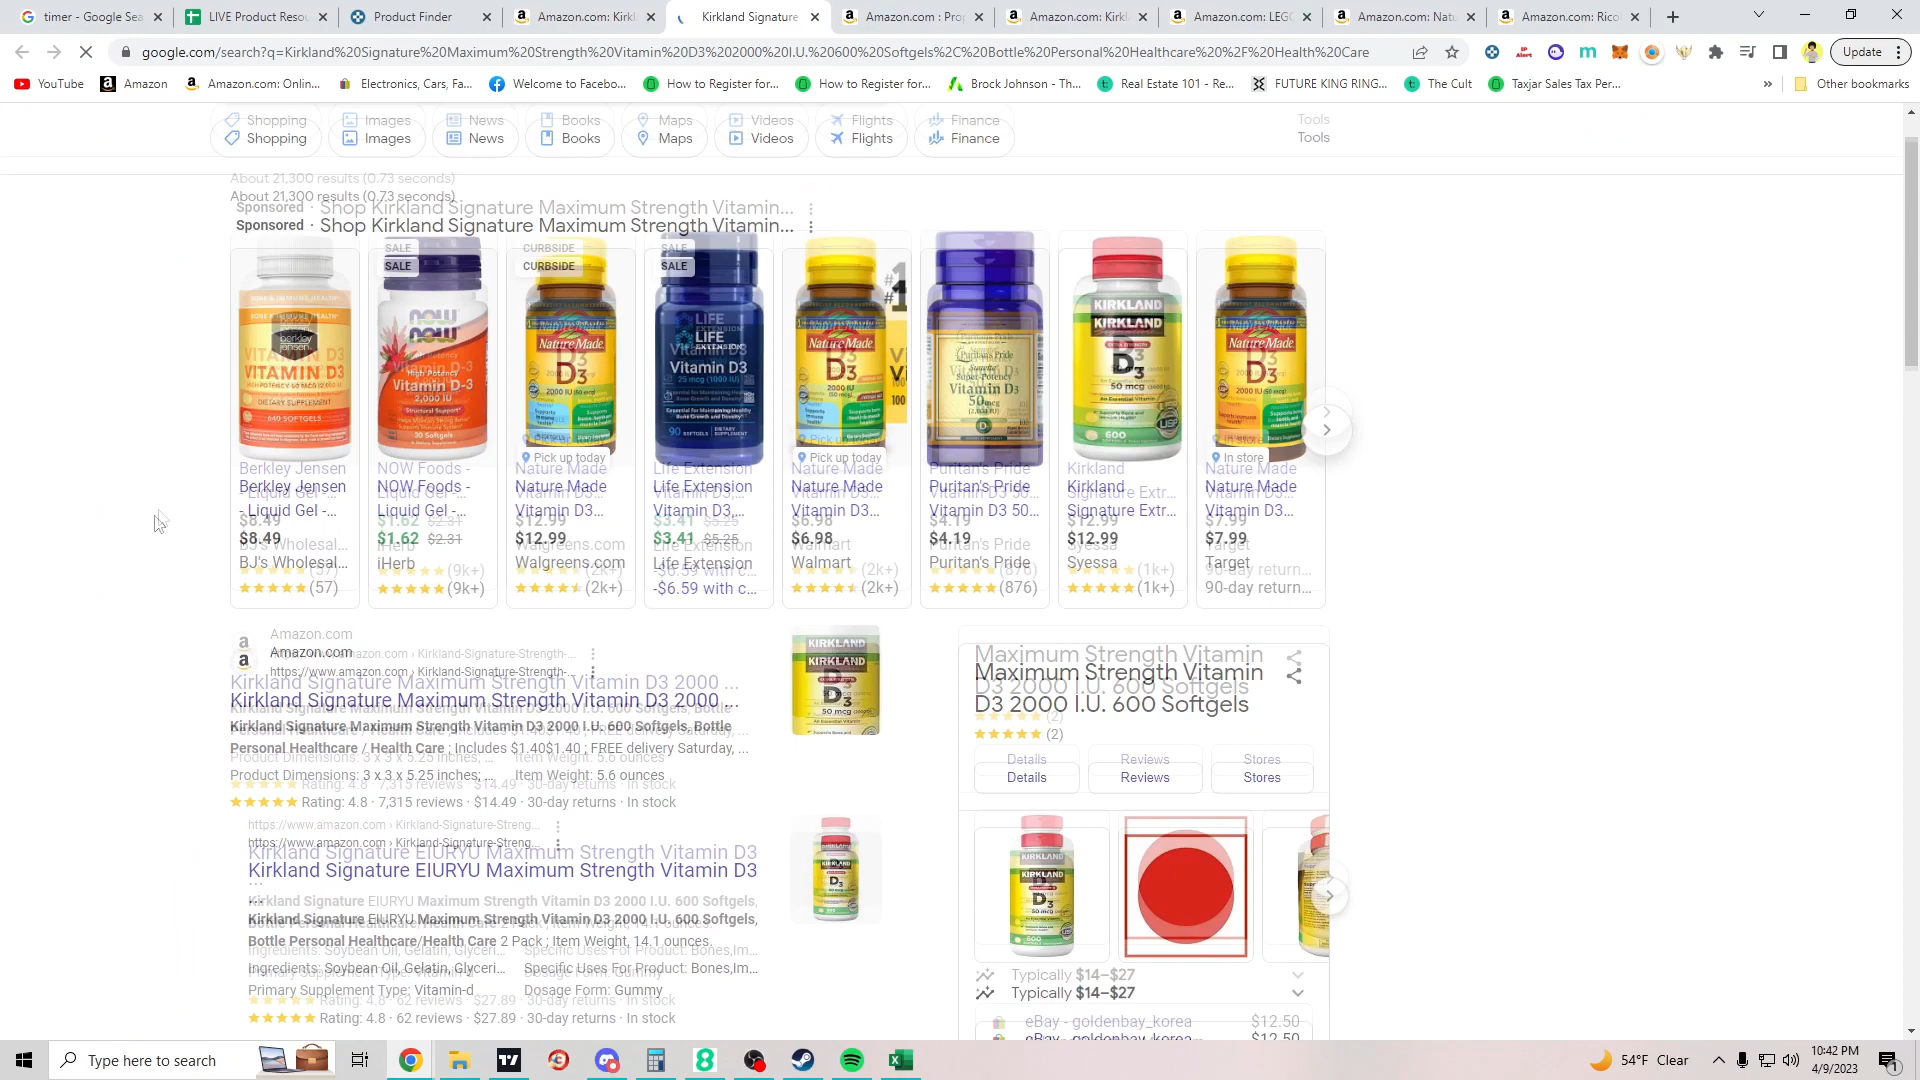 timer - Google Sea
LIVE Product Resou
Product Finder
Amazon.com: Kirkl
Kirkland Signature
Amazon.com : Prop
Amazon.com: Kirkl
Amazon.com: LEGO
Amazon.com: Natu
Amazon.com: Rico
google.com/search?q=Kirkland%20Signature%20Maximum%20Strength%20Vitamin%20D3%202000%20I.U.%20600%20Softgels%2C%20Bottle%20Personal%20Healthcare%20%2F%20Health%20Care
Update
YouTube
Amazon
Amazon.com: Onlin...
Electronics, Cars, Fa...
Welcome to Facebo...
How to Register for...
How to Register for...
Brock Johnson - Th...
Real Estate 101 - Re...
FUTURE KING RING...
The Cult
Taxjar Sales Tax Per...
Other bookmarks
Shopping
Images
News
Books
Maps
Videos
Flights
Finance
Tools
About 21,300 results (0.73 seconds)
Sponsored · Shop Kirkland Signature Maximum Strength Vitamin...
SALE
CURBSIDE
SALE
Pick up today
Pick up today
In store
Berkley Jensen
- Liquid Gel -...
$8.49
BJ's Wholesal...
(57)
NOW Foods -
Liquid Gel -...
$1.62 $2.31
iHerb
(9k+)
Nature Made
Vitamin D3...
$12.99
Walgreens.com
(2k+)
Life Extension
Vitamin D3,...
$3.41 $5.25
Life Extension
-$6.59 with c...
Nature Made
Vitamin D3...
$6.98
Walmart
(2k+)
Puritan's Pride
Vitamin D3 50...
$4.19
Puritan's Pride
(876)
Kirkland
Signature Extr...
$12.99
Syessa
(1k+)
Nature Made
Vitamin D3...
$7.99
Target
90-day return...
Amazon.com
https://www.amazon.com › Kirkland-Signature-Strength-...
Kirkland Signature Maximum Strength Vitamin D3 2000 ...
Kirkland Signature Maximum Strength Vitamin D3 2000 I.U. 600 Softgels, Bottle
Personal Healthcare / Health Care ; Includes $1.40$1.40 ; FREE delivery Saturday, ...
Product Dimensions: 3 x 3 x 5.25 inches; ...
Item Weight: 5.6 ounces
Rating: 4.8 · 7,315 reviews · $14.49 · 30-day returns · In stock
https://www.amazon.com › Kirkland-Signature-Streng...
Kirkland Signature EIURYU Maximum Strength Vitamin D3
...
Kirkland Signature EIURYU Maximum Strength Vitamin D3 2000 I.U. 600 Softgels,
Bottle Personal Healthcare/Health Care 2 Pack ; Item Weight, 14.1 ounces.
Ingredients: Soybean Oil, Gelatin, Glyceri...
Specific Uses For Product: Bones,Im...
Primary Supplement Type: Vitamin-d
Dosage Form: Gummy
Rating: 4.8 · 62 reviews · $27.89 · 30-day returns · In stock
Maximum Strength Vitamin
D3 2000 I.U. 600 Softgels
(2)
Details
Reviews
Stores
Typically $14–$27
eBay - goldenbay_korea
$12.50
Type here to search
54°F Clear
10:42 PM
4/9/2023